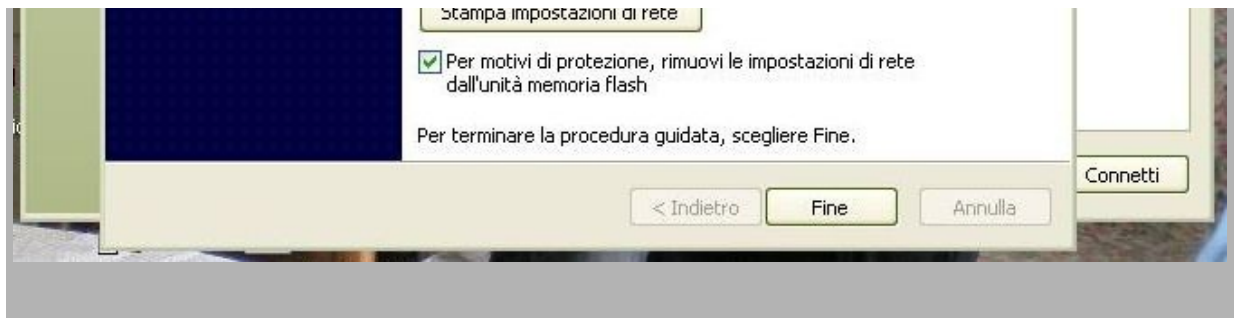 Stampa impostazioni di rete
Per motivi di protezione, rimuovi le impostazioni di rete
dall'unità memoria flash
Per terminare la procedura guidata, scegliere Fine.
Connetti
< Indietro
Fine
Annulla